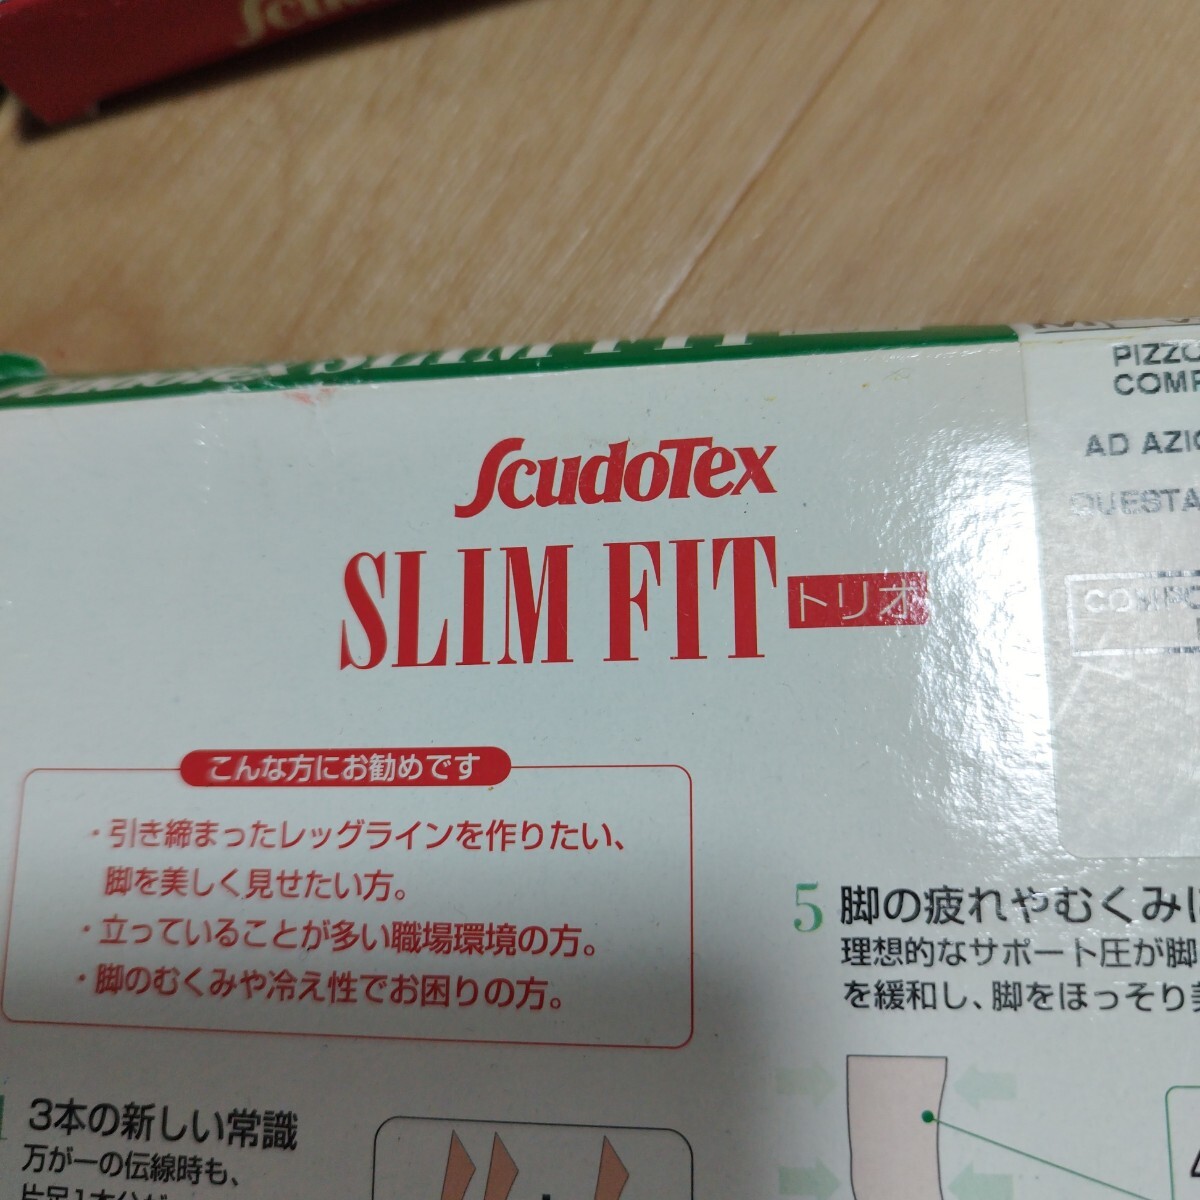 SCUDOTEX SLIM FIT
PIZZO
COMP
AD AZIO
QUESTA
ScudoTex
SLIM FIT トリオ
こんな方にお勧めです
・引き締まったレッグラインを作りたい、
脚を美しく見せたい方。
・立っていることが多い職場環境の方。
・脚のむくみや冷え性でお困りの方。
5 脚の疲れやむくみに
理想的なサポート圧が脚
を緩和し、脚をほっそり美
1 3本の新しい常識
万が一の伝線時も、